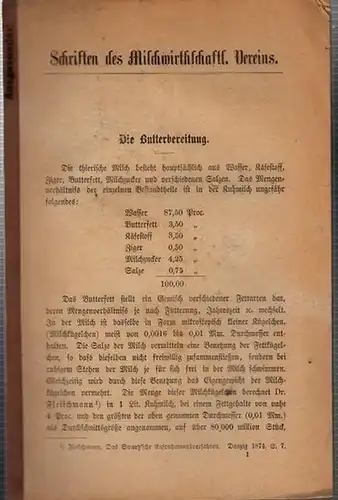 Schriften des Milchwirthschaftl. Vereins.
Die Butterbereitung.
Die thierische Milch besteht hauptsächlich aus Wasser, Käsestoff,
Ziger, Butterfett, Milchzucker und verschiedenen Salzen. Das Mengen-
verhältniß der einzelnen Bestandtheile ist in der Kuhmilch ungefähr
folgendes:
Wasser 87,50 Proc.
Butterfett 3,50 „
Käsestoff 3,50 „
Ziger 0,50 „
Milchzucker 4,25 „
Salze 0,75 „
100,00
Das Butterfett stellt ein Gemisch verschiedener Fettarten dar,
deren Mengenverhältniß je nach Fütterung, Jahrszeit ꝛc. wechselt.
In der Milch ist dasselbe in Form mikroskopisch kleiner Kügelchen
(Milchkügelchen) meist von 0,0016 bis 0,01 Mm. Durchmesser ent-
halten. Die Salze der Milch vermitteln eine Benetzung der Fettkügel-
chen, so daß dieselben nicht freiwillig zusammenfließen, sondern bei
ruhigem Stehen der Milch je für sich frei in der Milch schwimmen.
Gleichzeitig wird durch diese Benetzung das Eigengewicht der Milch-
kügelchen vermehrt. Die Menge dieser Milchkügelchen berechnet Dr.
Fleischmann¹) in 1 Lit. Kuhmilch, bei einem Fettgehalte von nahe
4 Proc. und den größten der oben genannten Durchmesser (0,01 Mm.)
als Durchschnittsgröße angenommen, auf über 80,000 million Stück,
¹) Fleischmann, Das Swartz'sche Aufrahmverfahren. Danzig 1874. S. 7.
1